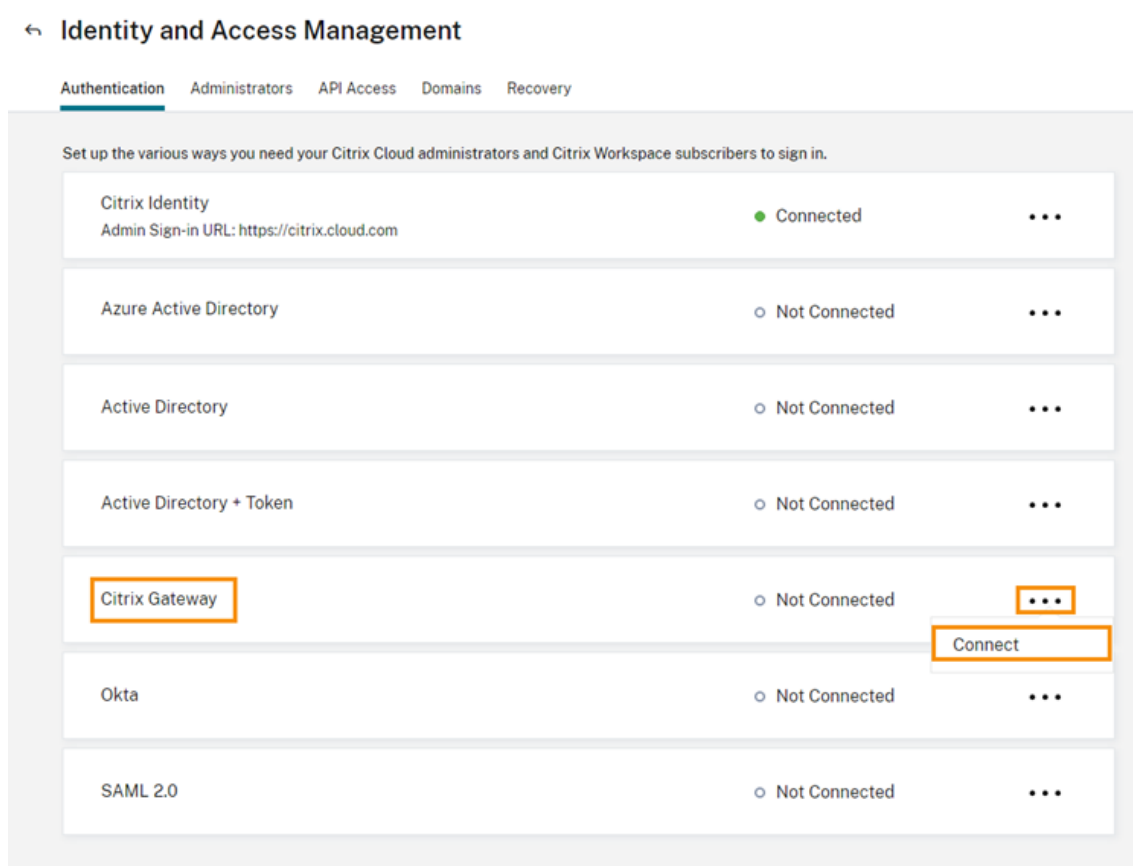 Identity and Access Management
Authentication Administrators API Access Domains Recovery
Set up the various ways you need your Citrix Cloud administrators and Citrix Workspace subscribers to sign in.
Citrix Identity
Admin Sign-in URL: https://citrix.cloud.com
Connected
Azure Active Directory
Not Connected
Active Directory
Not Connected
Active Directory + Token
Not Connected
Citrix Gateway
Not Connected
Connect
Okta
Not Connected
SAML 2.0
Not Connected